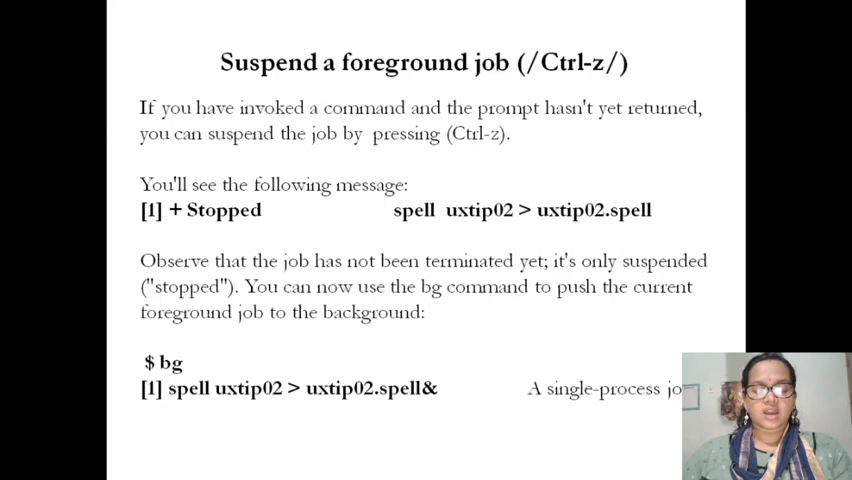 Suspend a foreground job (/Ctrl-z/)
If you have invoked a command and the prompt hasn't yet returned,
you can suspend the job by pressing (Ctrl-z).
You'll see the following message:
[1] + Stopped spell uxtip02 > uxtip02.spell
Observe that the job has not been terminated yet; it's only suspended
("stopped"). You can now use the bg command to push the current
foreground job to the background:
$ bg
[1] spell uxtip02 > uxtip02.spell& A single-process